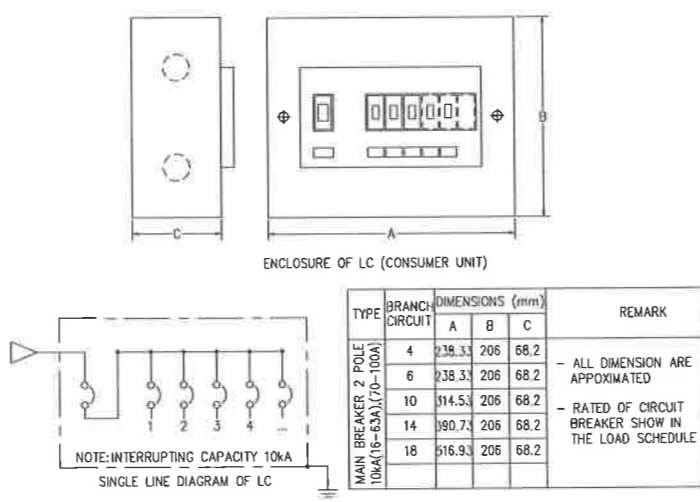 B
C
A
ENCLOSURE OF LC (CONSUMER UNIT)
1 2 3 4 ...
NOTE: INTERRUPTING CAPACITY 10kA
SINGLE LINE DIAGRAM OF LC
TYPE BRANCH CIRCUIT DIMENSIONS (mm) REMARK
A B C
MAIN BREAKER 2 POLE
10kA(16-63A),(70-100A)
4 238.33 206 68.2
6 238.33 206 68.2
10 314.53 206 68.2
14 390.73 206 68.2
18 516.93 206 68.2
- ALL DIMENSION ARE
APPOXIMATED
- RATED OF CIRCUIT
BREAKER SHOW IN
THE LOAD SCHEDULE